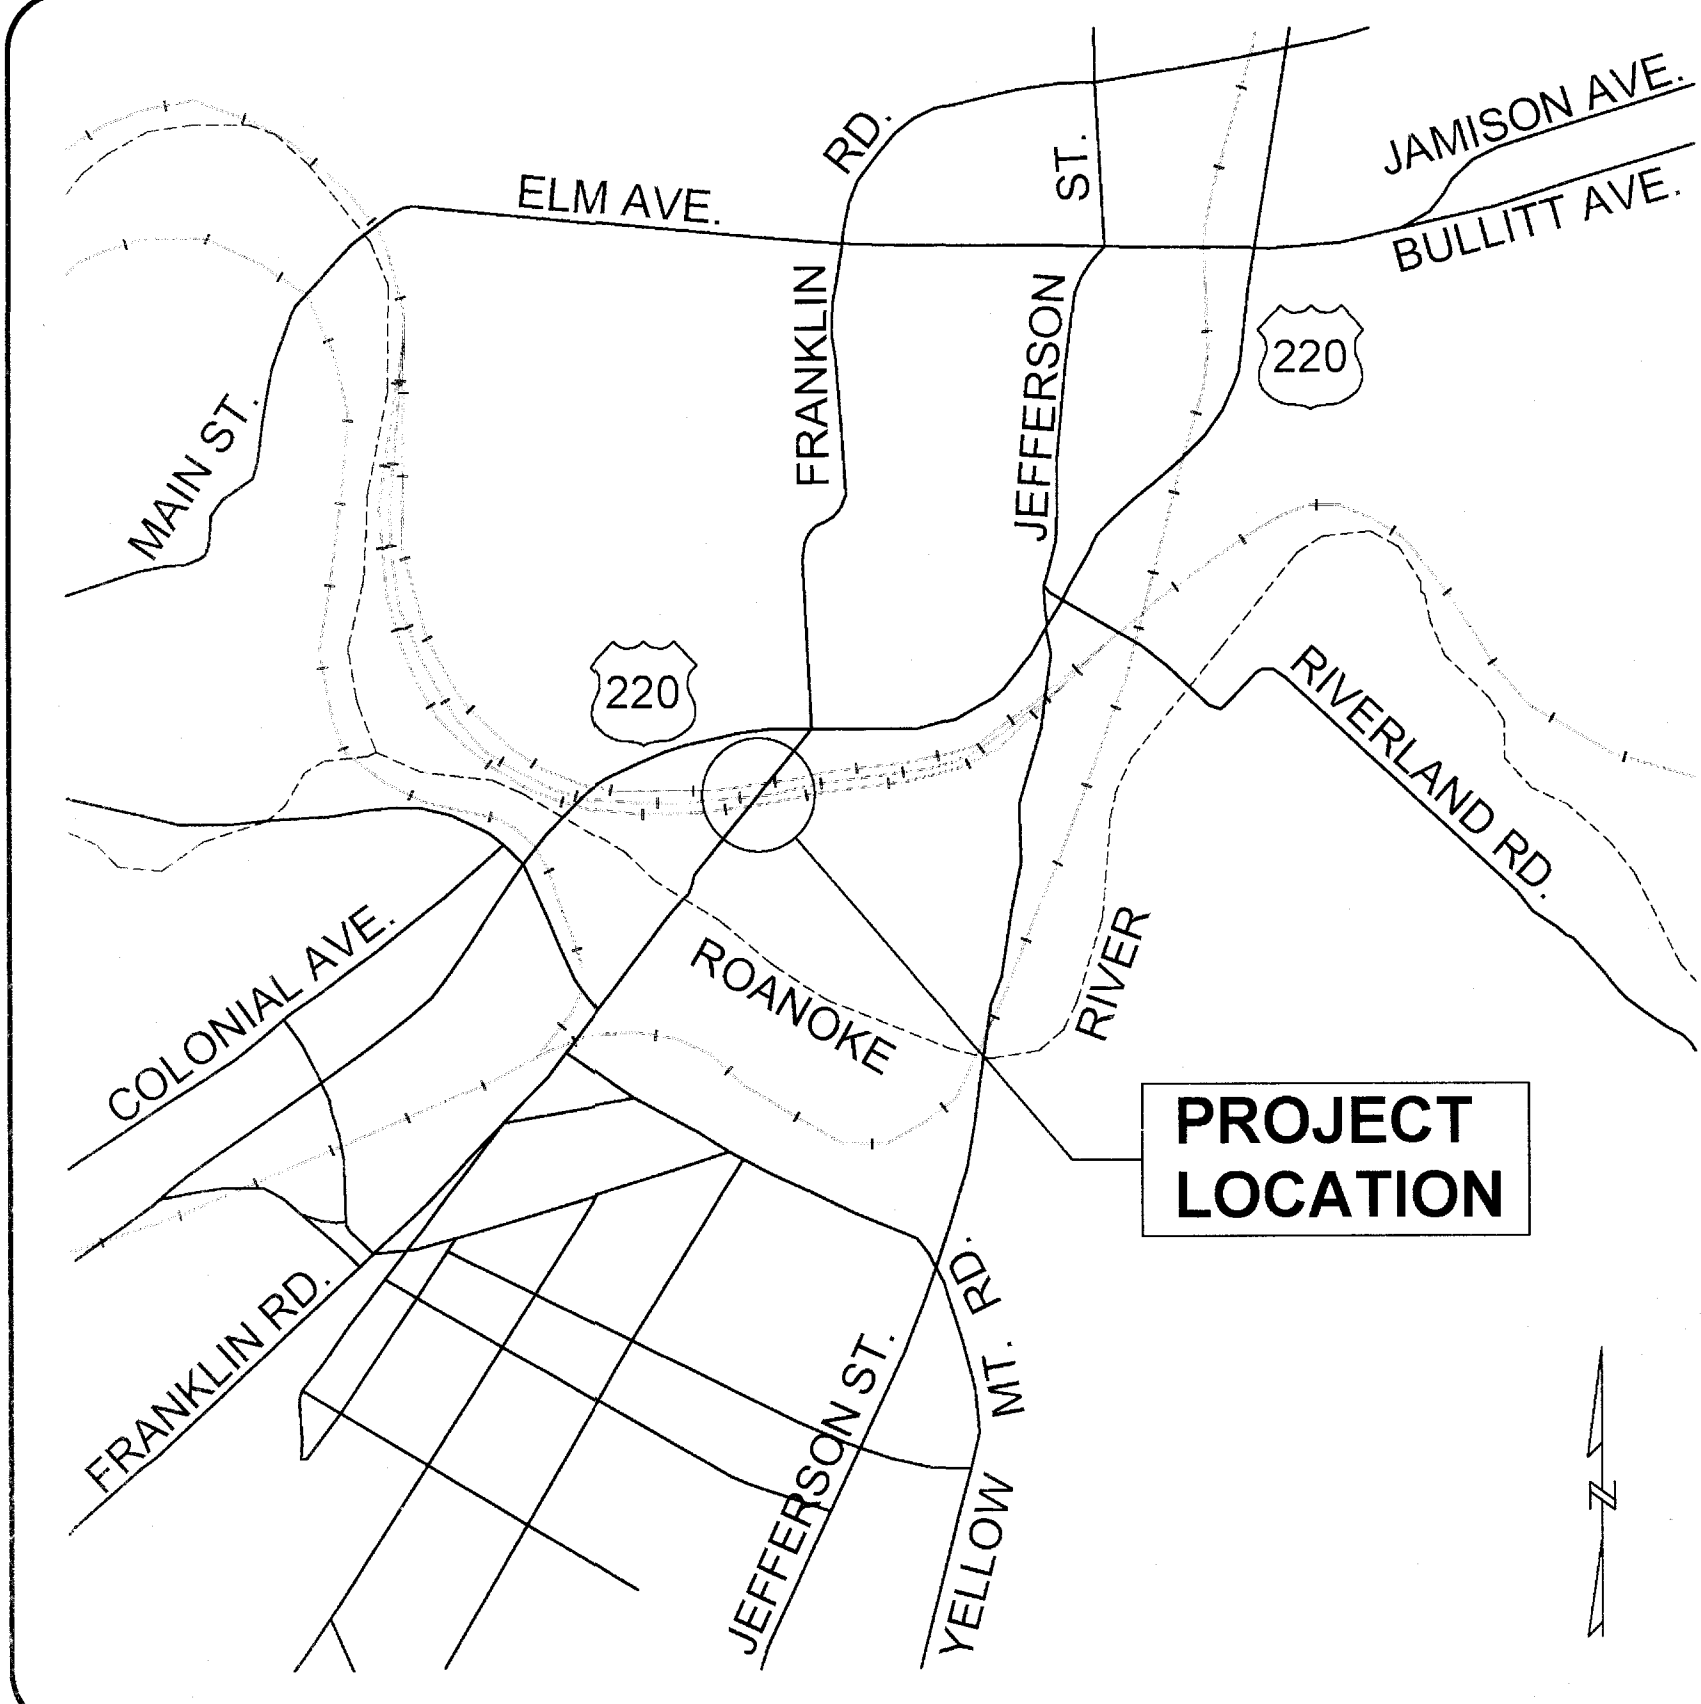 JAMISON AVE.
RD.
ST.
ELM AVE.
BULLITT AVE.
FRANKLIN
JEFFERSON
220
MAIN ST.
220
RIVERLAND RD.
COLONIAL AVE.
ROANOKE
RIVER
PROJECT
LOCATION
FRANKLIN RD.
RD.
MT.
JEFFERSON ST.
YELLOW
N